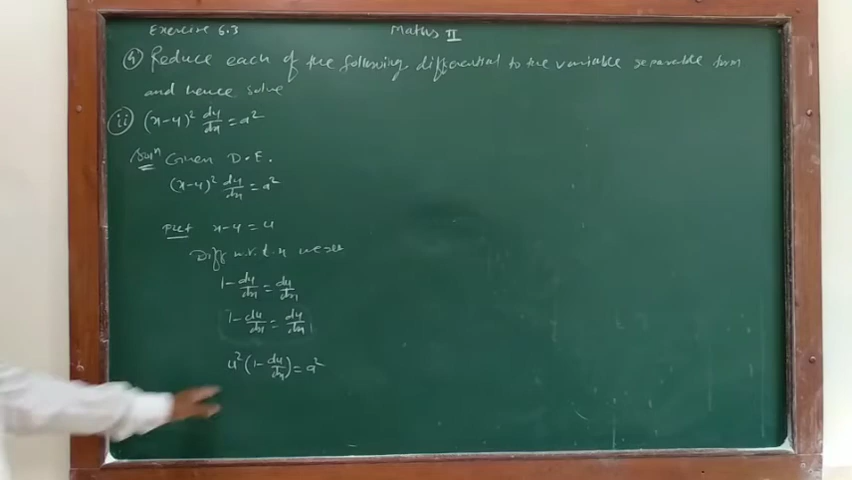 Exercise 6.3 Maths II
(4) Reduce each of the following differential to the variable separable form
and hence solve
(ii) (x-y)² dy/dx = a²
Solⁿ Given D.E.
(x-y)² dy/dx = a²
Put x-y = u
Diff w.r.t. x we get
1 - dy/dx = du/dx
1 - du/dx = dy/dx
u² (1 - du/dx) = a²